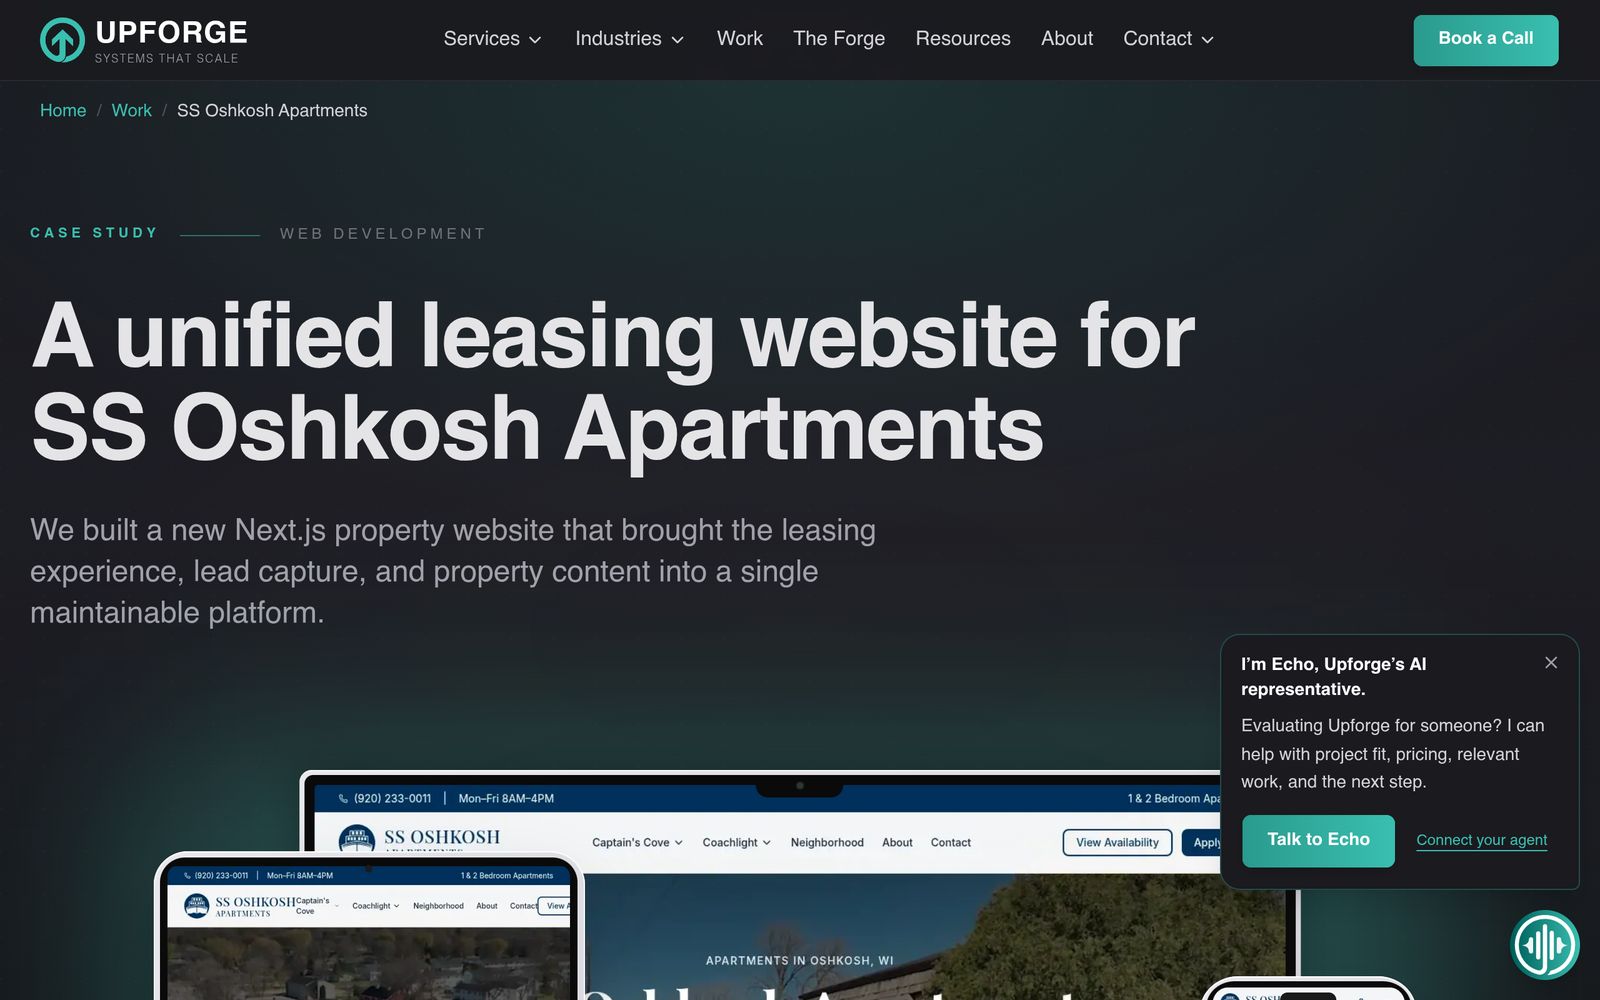 UPFORGE
SYSTEMS THAT SCALE
Services
Industries
Work
The Forge
Resources
About
Contact
Book a Call
Home / Work / SS Oshkosh Apartments
CASE STUDY
WEB DEVELOPMENT
A unified leasing website for
SS Oshkosh Apartments
We built a new Next.js property website that brought the leasing
experience, lead capture, and property content into a single
maintainable platform.
I'm Echo, Upforge's AI
representative.
Evaluating Upforge for someone? I can
help with project fit, pricing, relevant
work, and the next step.
Talk to Echo
Connect your agent
(920) 233-0011 | Mon–Fri 8AM–4PM
1 & 2 Bedroom
SS OSHKOSH
Captain's Cove
Coachlight
Neighborhood
About
Contact
View Availability
Apply
APARTMENTS IN OSHKOSH, WI
(920) 233-0011 | Mon–Fri 8AM–4PM
1 & 2 Bedroom Apartments
SS OSHKOSH
APARTMENTS
Captain's
Cove
Coachlight
Neighborhood
About
Contact
View